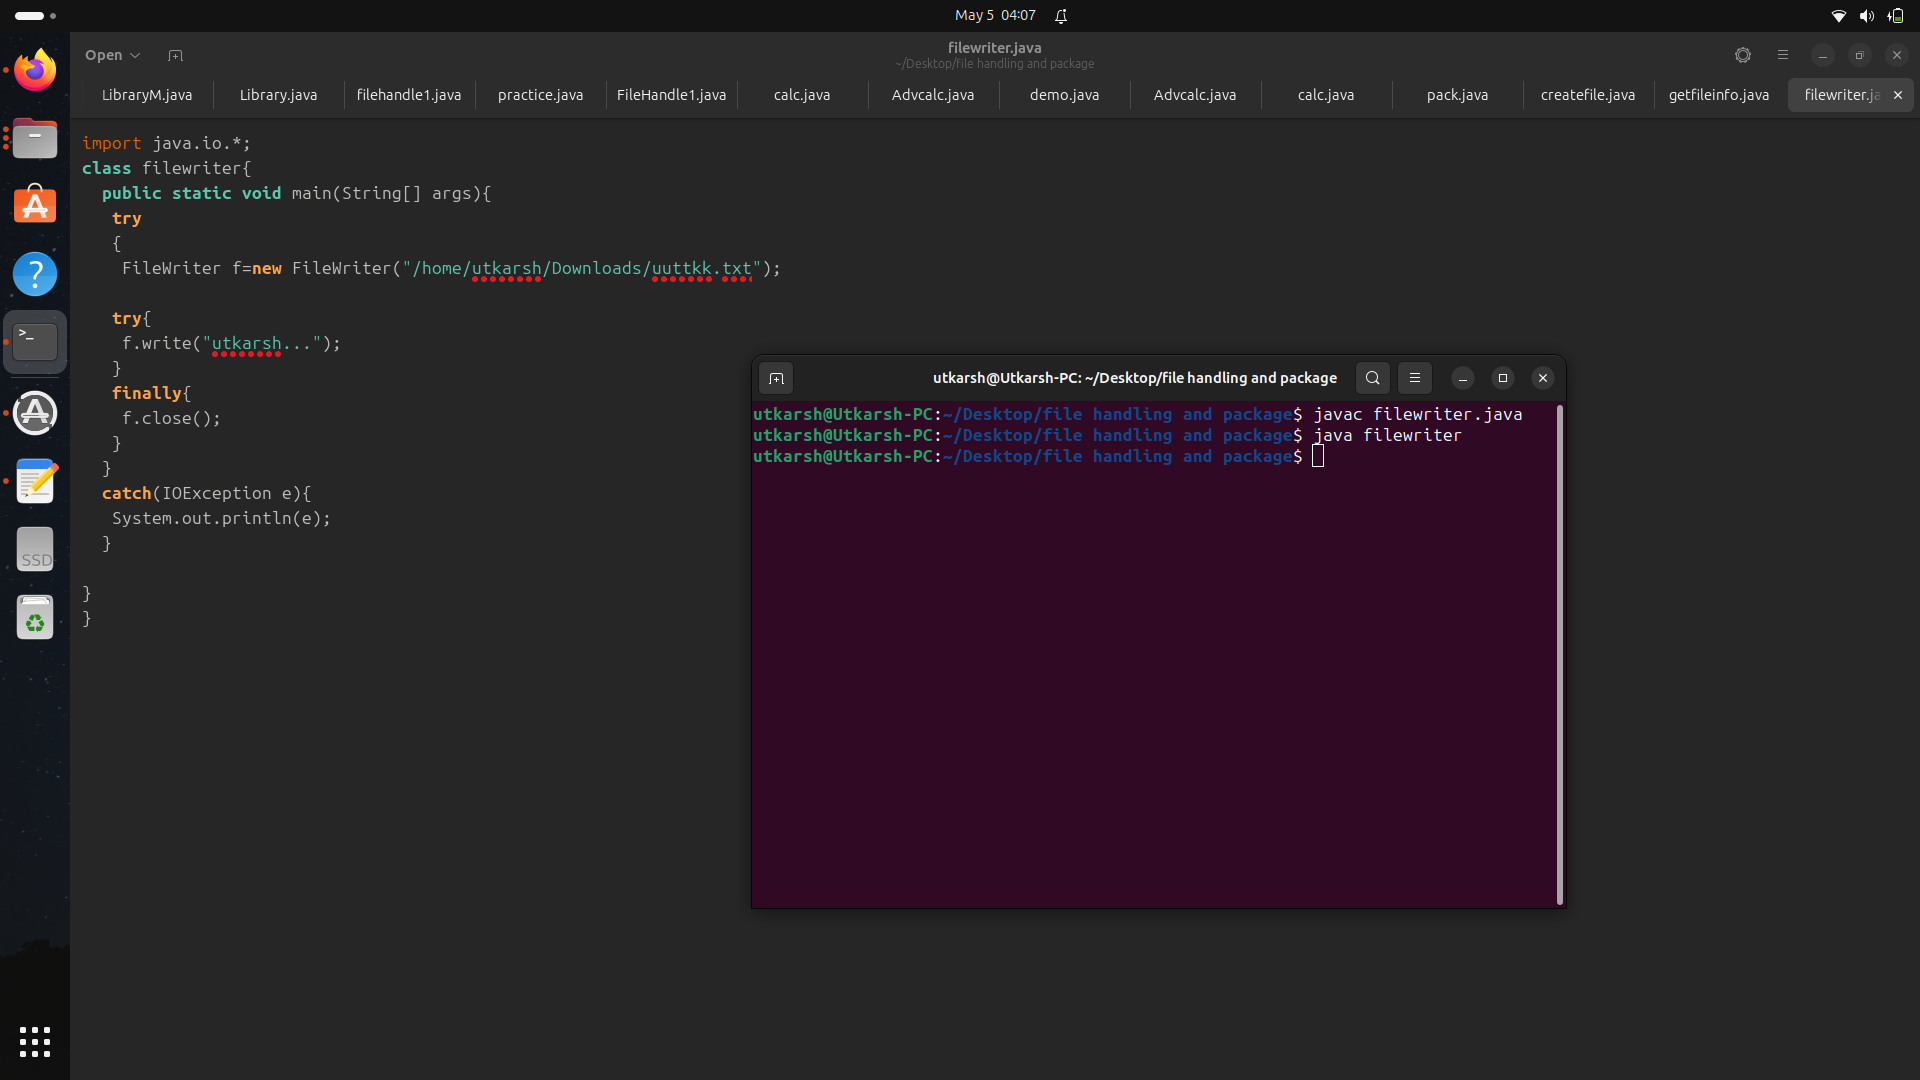 May 5 04:07
Open
filewriter.java
~/Desktop/file handling and package
LibraryM.java
Library.java
filehandle1.java
practice.java
FileHandle1.java
calc.java
Advcalc.java
demo.java
Advcalc.java
calc.java
pack.java
createfile.java
getfileinfo.java
filewriter.ja
import java.io.*;
class filewriter{
public static void main(String[] args){
try
{
FileWriter f=new FileWriter("/home/utkarsh/Downloads/uuttkk.txt");
try{
f.write("utkarsh...");
}
finally{
f.close();
}
}
catch(IOException e){
System.out.println(e);
}
}
}
utkarsh@Utkarsh-PC: ~/Desktop/file handling and package
utkarsh@Utkarsh-PC:~/Desktop/file handling and package$ javac filewriter.java
utkarsh@Utkarsh-PC:~/Desktop/file handling and package$ java filewriter
utkarsh@Utkarsh-PC:~/Desktop/file handling and package$
SSD